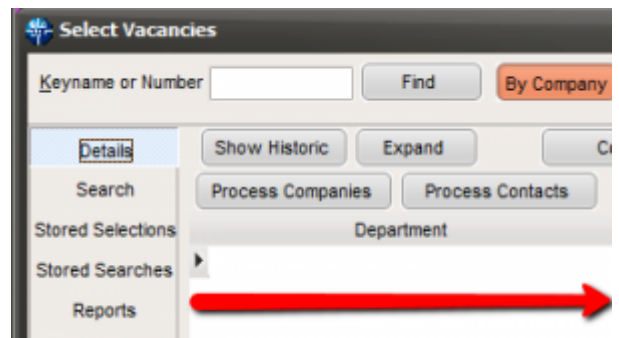 Select Vacancies
Keyname or Number Find By Company
Details Show Historic Expand
Search Process Companies Process Contacts
Stored Selections Department
Stored Searches
Reports